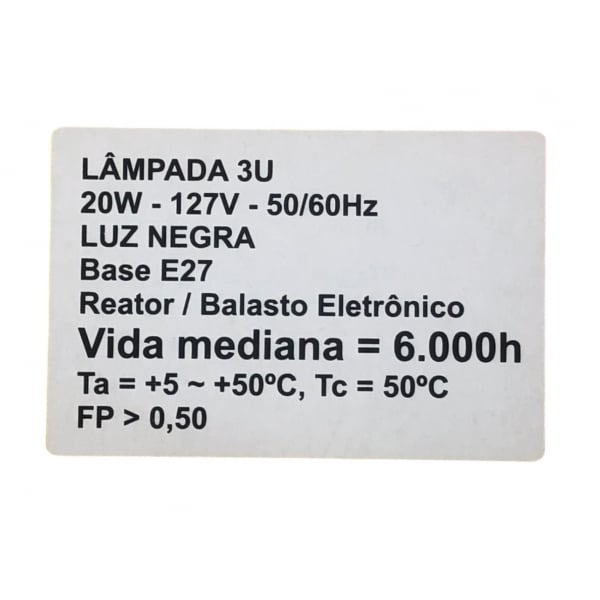 LÂMPADA 3U
20W - 127V - 50/60Hz
LUZ NEGRA
Base E27
Reator / Balasto Eletrônico
Vida mediana = 6.000h
Ta = +5 ~ +50ºC, Tc = 50ºC
FP > 0,50